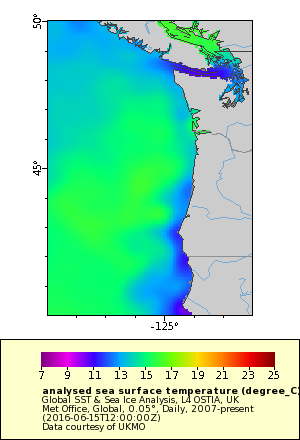 50°
45°
-125°
7 9 11 13 15 17 19 21 23 25
analysed sea surface temperature (degree_C)
Global SST & Sea Ice Analysis, L4 OSTIA, UK
Met Office, Global, 0.05°, Daily, 2007-present
(2016-06-15T12:00:00Z)
Data courtesy of UKMO